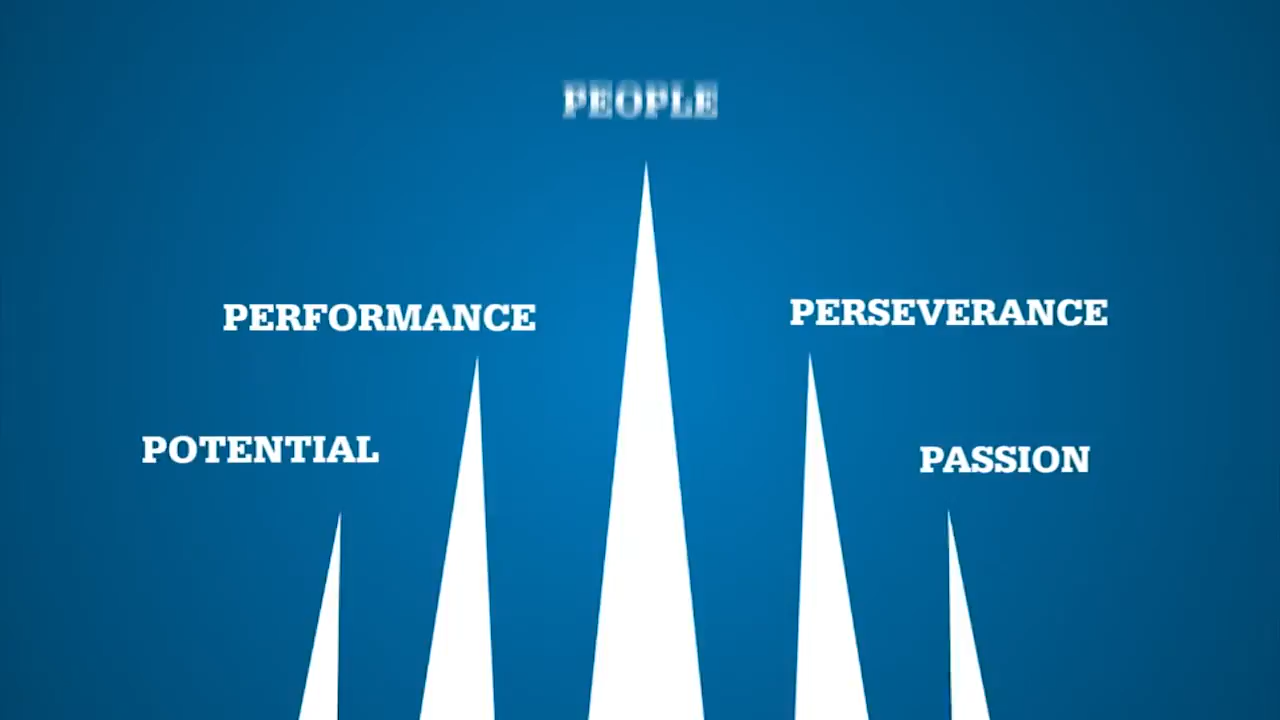 PEOPLE
PERFORMANCE
PERSEVERANCE
POTENTIAL
PASSION